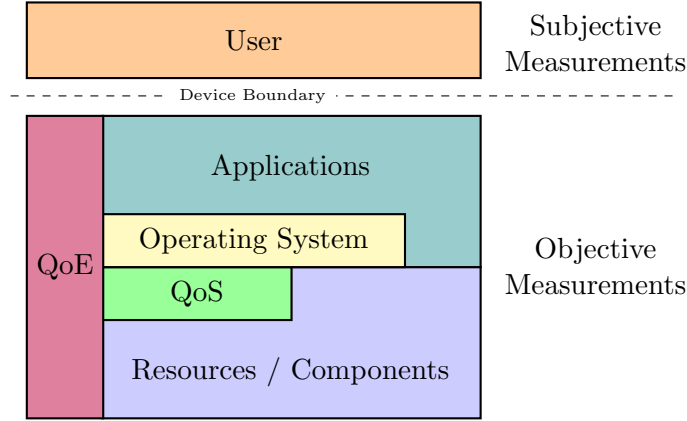 User
Subjective
Measurements
Device Boundary
Applications
Operating System
QoE
QoS
Objective
Measurements
Resources / Components